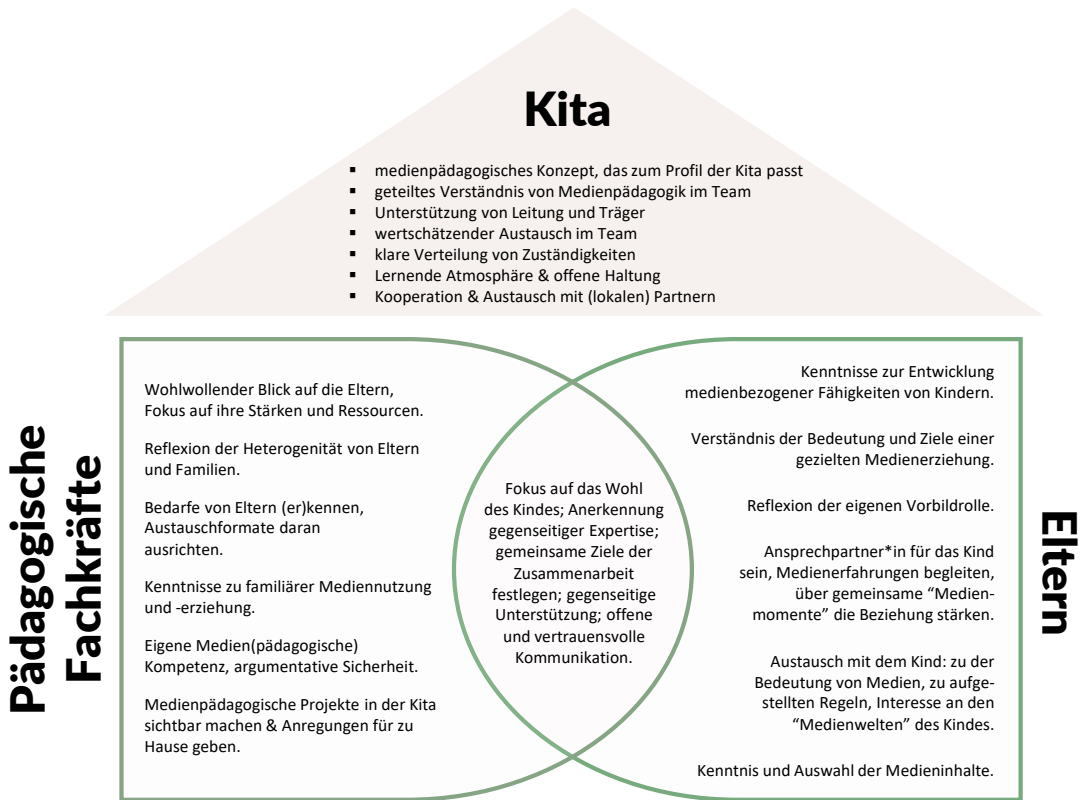 Kita
▪ medienpädagogisches Konzept, das zum Profil der Kita passt
▪ geteiltes Verständnis von Medienpädagogik im Team
▪ Unterstützung von Leitung und Träger
▪ wertschätzender Austausch im Team
▪ klare Verteilung von Zuständigkeiten
▪ Lernende Atmosphäre & offene Haltung
▪ Kooperation & Austausch mit (lokalen) Partnern
Pädagogische
Fachkräfte
Wohlwollender Blick auf die Eltern,
Fokus auf ihre Stärken und Ressourcen.
Reflexion der Heterogenität von Eltern
und Familien.
Bedarfe von Eltern (er)kennen,
Austauschformate daran
ausrichten.
Kenntnisse zu familiärer Mediennutzung
und -erziehung.
Eigene Medien(pädagogische)
Kompetenz, argumentative Sicherheit.
Medienpädagogische Projekte in der Kita
sichtbar machen & Anregungen für zu
Hause geben.
Fokus auf das Wohl
des Kindes; Anerkennung
gegenseitiger Expertise;
gemeinsame Ziele der
Zusammenarbeit
festlegen; gegenseitige
Unterstützung; offene
und vertrauensvolle
Kommunikation.
Kenntnisse zur Entwicklung
medienbezogener Fähigkeiten von Kindern.
Verständnis der Bedeutung und Ziele einer
gezielten Medienerziehung.
Reflexion der eigenen Vorbildrolle.
Ansprechpartner*in für das Kind
sein, Medienerfahrungen begleiten,
über gemeinsame “Medien-
momente” die Beziehung stärken.
Austausch mit dem Kind: zu der
Bedeutung von Medien, zu aufge-
stellten Regeln, Interesse an den
“Medienwelten” des Kindes.
Kenntnis und Auswahl der Medieninhalte.
Eltern